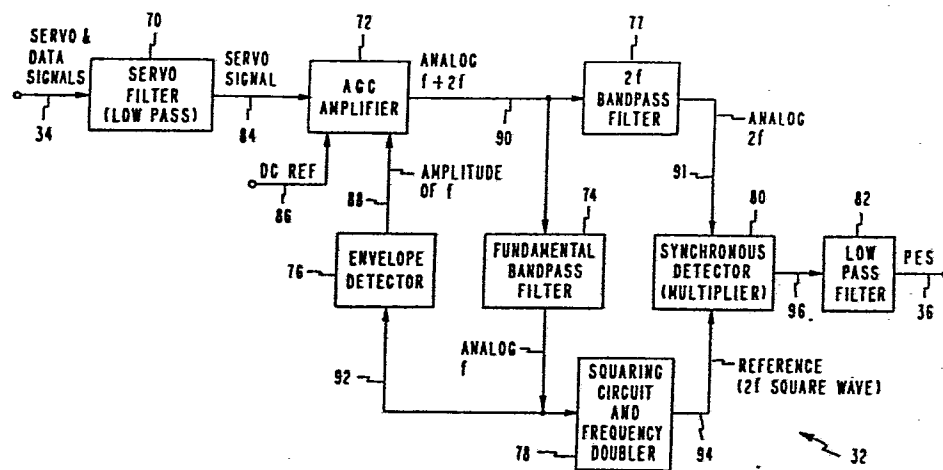 70
SERVO &
DATA
SIGNALS
34
SERVO
FILTER
(LOW PASS)
SERVO
SIGNAL
84
72
AGC
AMPLIFIER
DC REF
86
ANALOG
f + 2f
90
77
2f
BANDPASS
FILTER
ANALOG
2f
91
AMPLITUDE
OF f
88
76
ENVELOPE
DETECTOR
74
FUNDAMENTAL
BANDPASS
FILTER
80
SYNCHRONOUS
DETECTOR
(MULTIPLIER)
96
82
LOW
PASS
FILTER
PES
36
92
ANALOG
f
SQUARING
CIRCUIT
AND
FREQUENCY
DOUBLER
78
94
REFERENCE
(2f SQUARE WAVE)
32